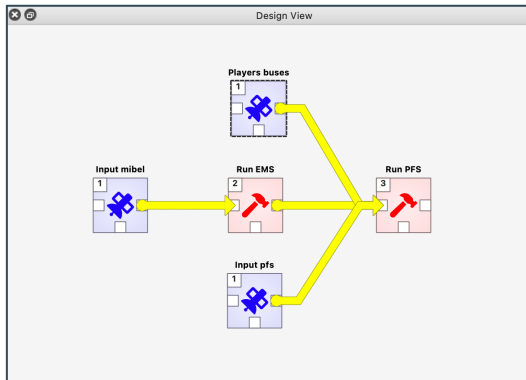 Design View
Players buses
1
Input mibel
1
Run EMS
2
Run PFS
3
Input pfs
1